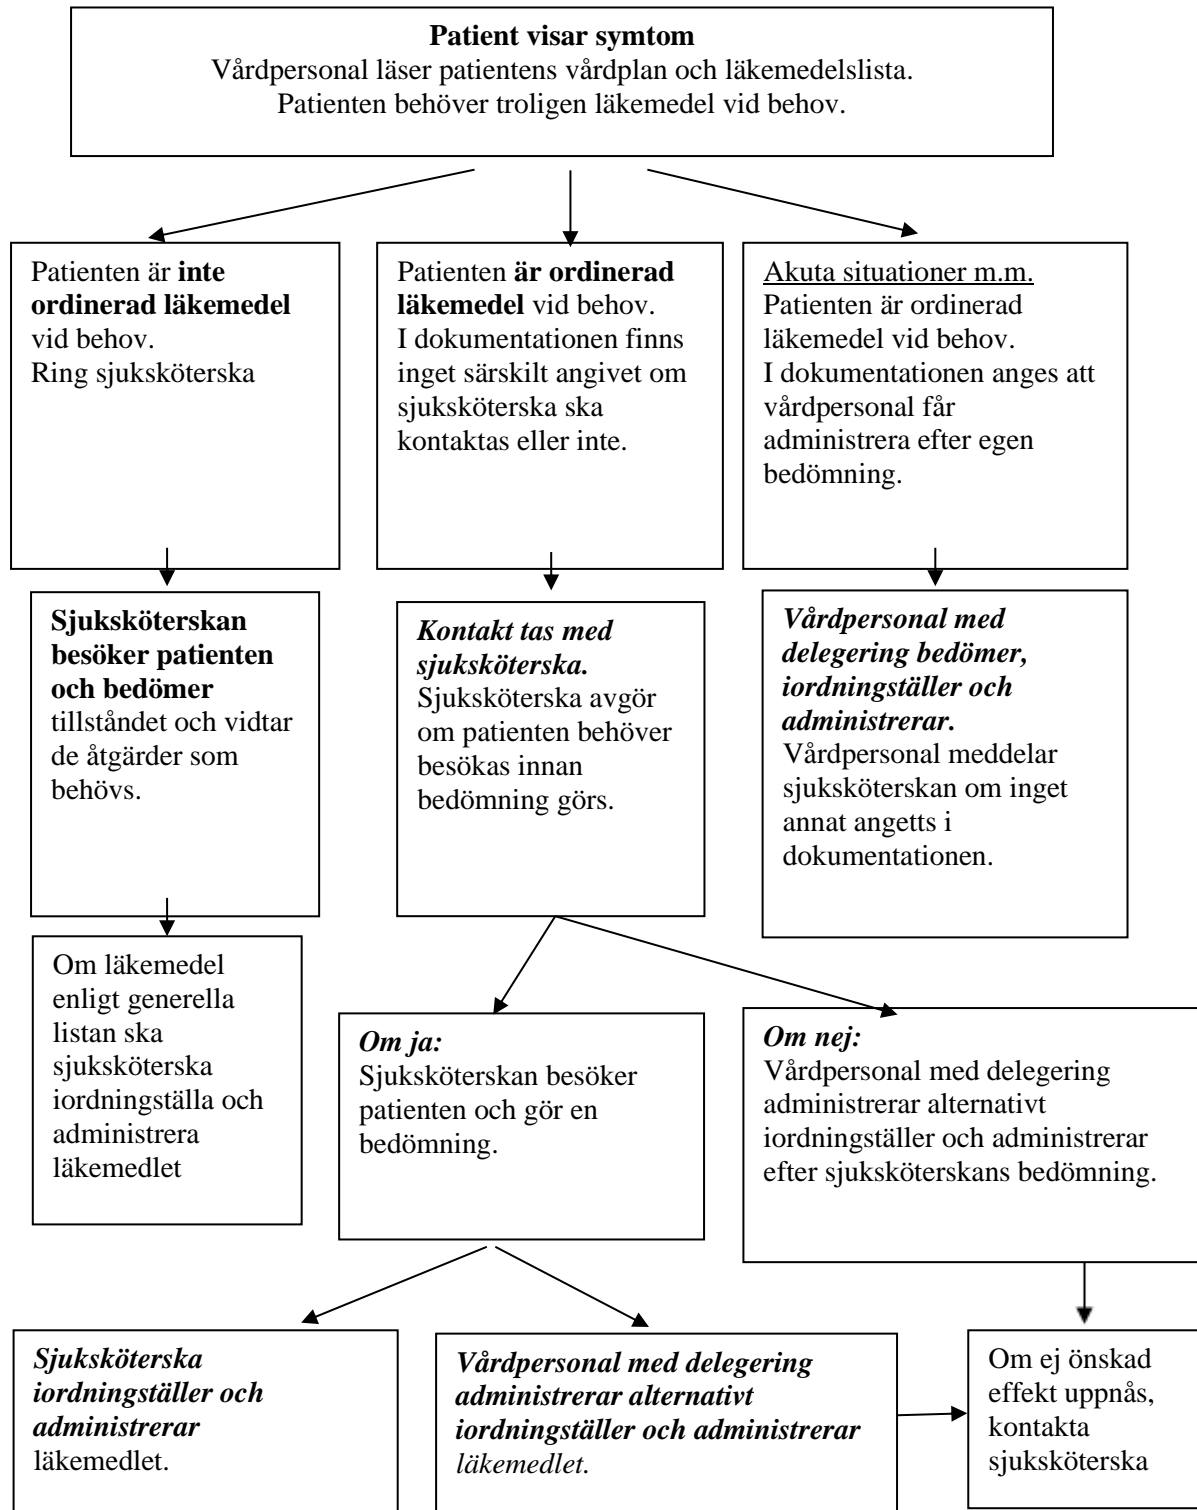 Patient visar symtom
Vårdpersonal läser patientens vårdplan och läkemedelslista.
Patienten behöver troligen läkemedel vid behov.
Patienten är inte
ordinerad läkemedel
vid behov.
Ring sjuksköterska
Patienten är ordinerad
läkemedel vid behov.
I dokumentationen finns
inget särskilt angivet om
sjuksköterska ska
kontaktas eller inte.
Akuta situationer m.m.
Patienten är ordinerad
läkemedel vid behov.
I dokumentationen anges att
vårdpersonal får
administrera efter egen
bedömning.
Sjuksköterskan
besöker patienten
och bedömer
tillståndet och vidtar
de åtgärder som
behövs.
Kontakt tas med
sjuksköterska.
Sjuksköterska avgör
om patienten behöver
besökas innan
bedömning görs.
Vårdpersonal med
delegering bedömer,
iordningställer och
administrerar.
Vårdpersonal meddelar
sjuksköterskan om inget
annat angetts i
dokumentationen.
Om läkemedel
enligt generella
listan ska
sjuksköterska
iordningställa och
administrera
läkemedlet
Om ja:
Sjuksköterskan besöker
patienten och gör en
bedömning.
Om nej:
Vårdpersonal med delegering
administrerar alternativt
iordningställer och administrerar
efter sjuksköterskans bedömning.
Sjuksköterska
iordningställer och
administrerar
läkemedlet.
Vårdpersonal med delegering
administrerar alternativt
iordningställer och administrerar
läkemedlet.
Om ej önskad
effekt uppnås,
kontakta
sjuksköterska